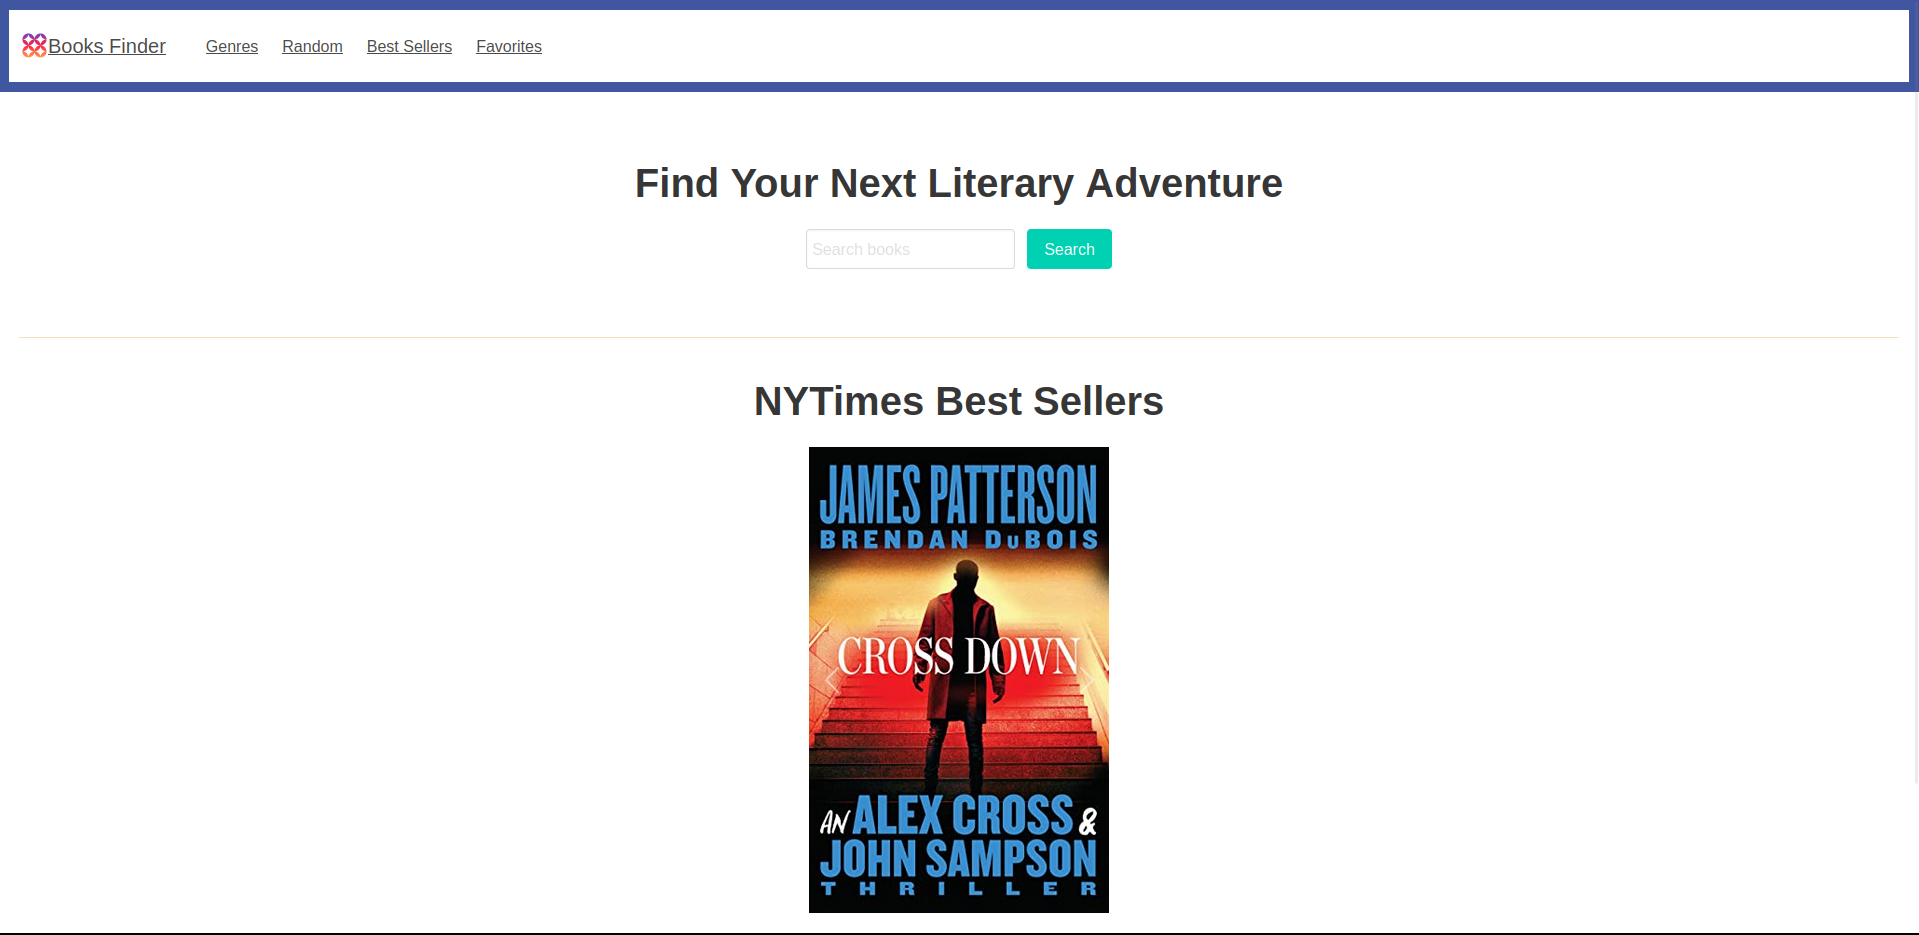 Books Finder Genres Random Best Sellers Favorites
Find Your Next Literary Adventure
Search books Search
NYTimes Best Sellers
JAMES PATTERSON
BRENDAN DuBOIS
CROSS DOWN
AN ALEX CROSS &
JOHN SAMPSON
THRILLER